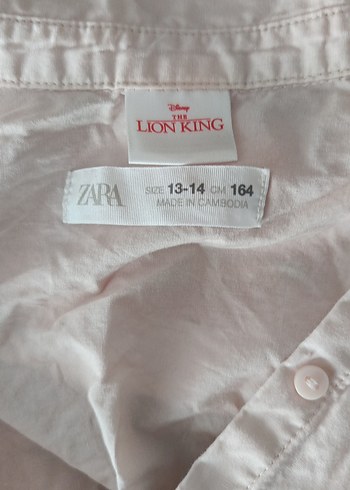 Disney
THE
LION KING
ZARA SIZE 13-14 CM 164
MADE IN CAMBODIA